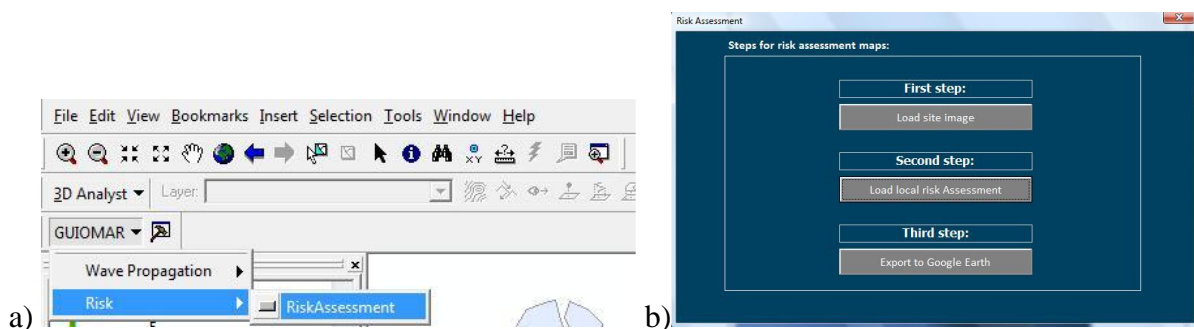 File Edit View Bookmarks Insert Selection Tools Window Help
XY
3D Analyst Layer:
GUIOMAR
Wave Propagation
Risk
RiskAssessment
a)
Risk Assessment
Steps for risk assessment maps:
First step:
Load site image
Second step:
Load local risk Assessment
Third step:
Export to Google Earth
b)